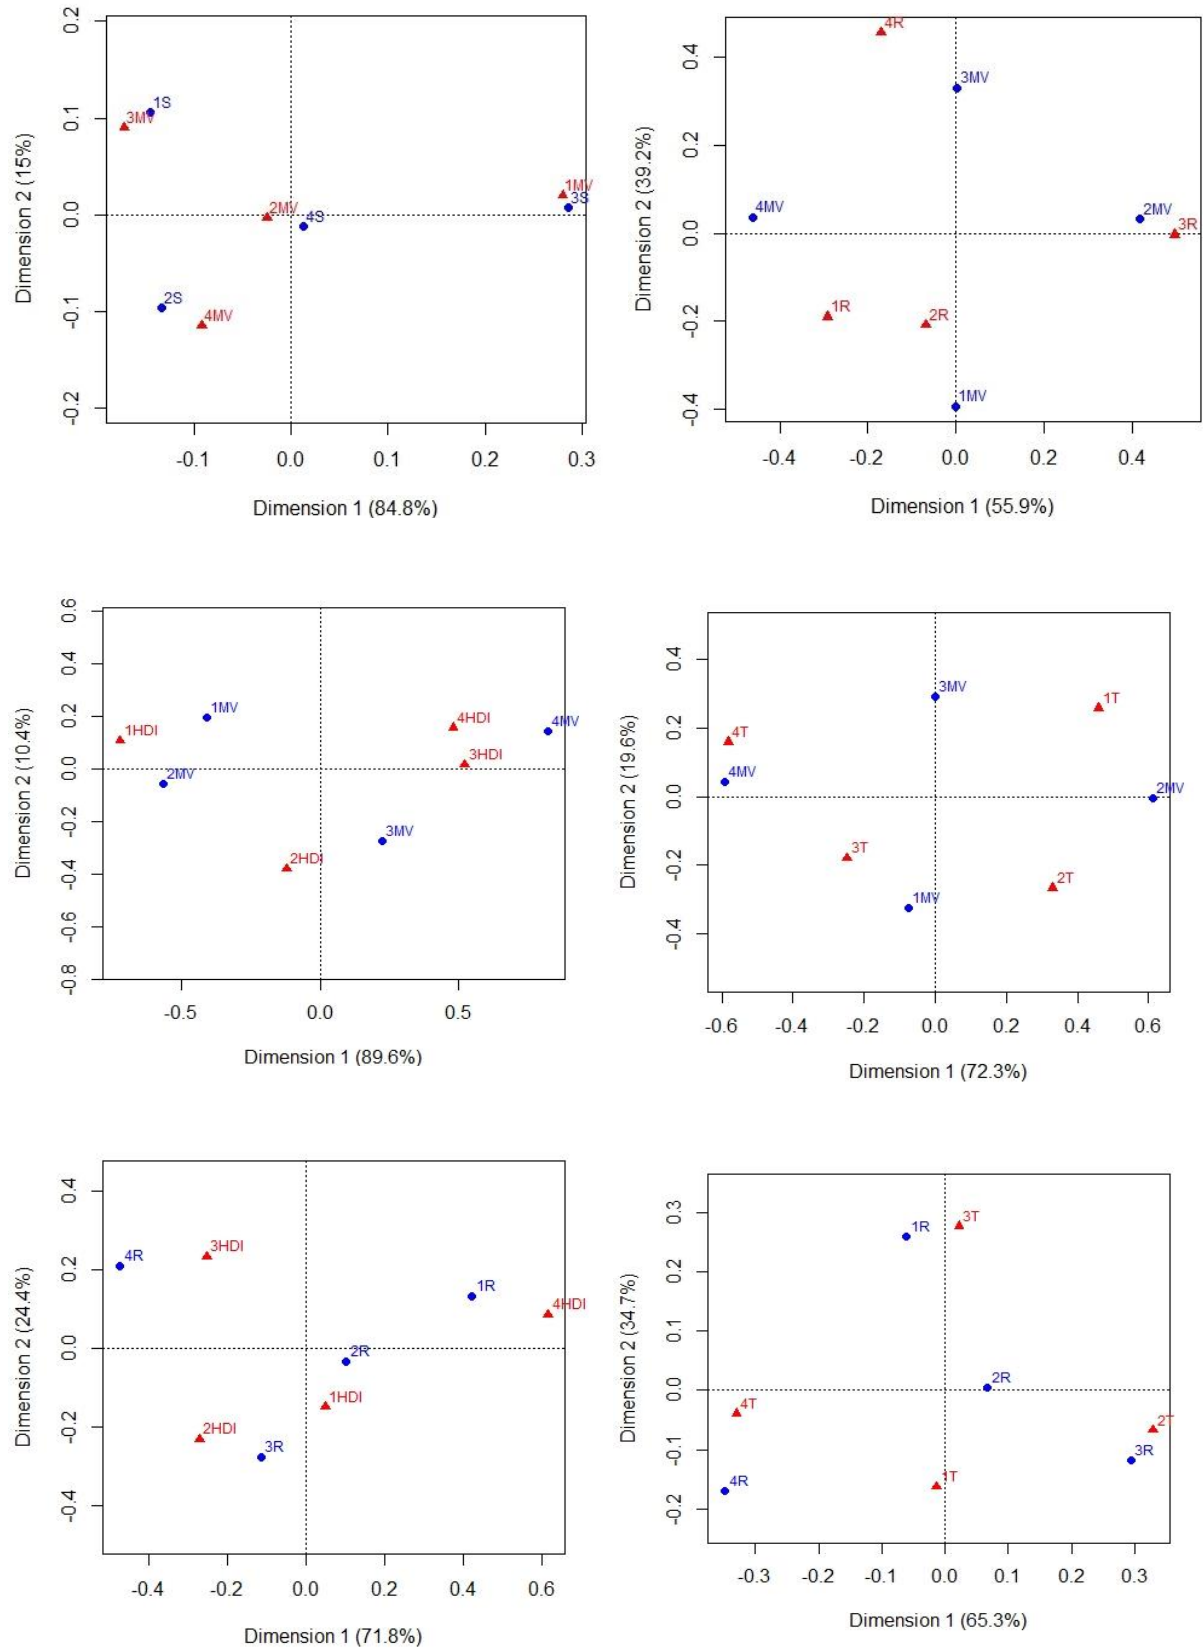 0.2
0.1
0.0
-0.1
-0.2
Dimension 2 (15%)
1S
3MV
2MV
4S
1MV
3S
2S
4MV
-0.1 0.0 0.1 0.2 0.3
Dimension 1 (84.8%)
0.4
0.2
0.0
-0.2
-0.4
Dimension 2 (39.2%)
4R
3MV
4MV
2MV
3R
1R
2R
1MV
-0.4 -0.2 0.0 0.2 0.4
Dimension 1 (55.9%)
0.6
0.4
0.2
0.0
-0.2
-0.4
-0.6
-0.8
Dimension 2 (10.4%)
1MV
1HDI
4HDI
4MV
3HDI
2MV
3MV
2HDI
-0.5 0.0 0.5
Dimension 1 (89.6%)
0.4
0.2
0.0
-0.2
-0.4
Dimension 2 (19.6%)
3MV
1T
4T
4MV
2MV
3T
2T
1MV
-0.6 -0.4 -0.2 0.0 0.2 0.4 0.6
Dimension 1 (72.3%)
0.4
0.2
0.0
-0.2
-0.4
Dimension 2 (24.4%)
4R
3HDI
1R
4HDI
2R
1HDI
2HDI
3R
-0.4 -0.2 0.0 0.2 0.4 0.6
Dimension 1 (71.8%)
0.3
0.2
0.1
0.0
-0.1
-0.2
Dimension 2 (34.7%)
1R
3T
2R
4T
2T
3R
4R
1T
-0.3 -0.2 -0.1 0.0 0.1 0.2 0.3
Dimension 1 (65.3%)